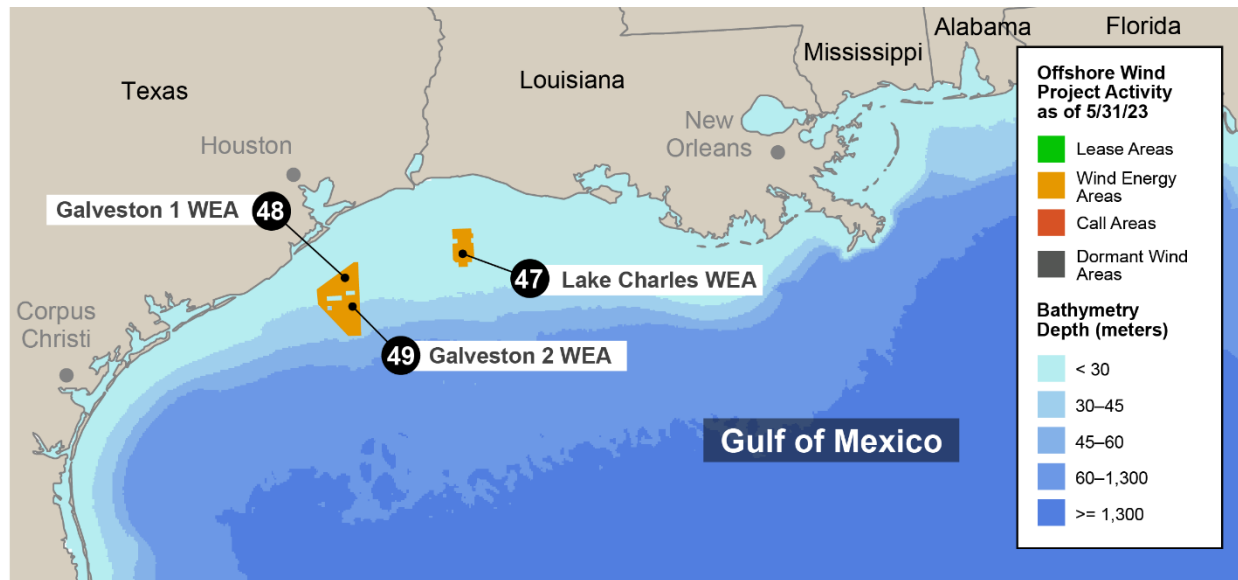 Alabama
Florida
Mississippi
Louisiana
Texas
Houston
New
Orleans
Galveston 1 WEA 48
47 Lake Charles WEA
Corpus
Christi
49 Galveston 2 WEA
Gulf of Mexico
Offshore Wind
Project Activity
as of 5/31/23
Lease Areas
Wind Energy
Areas
Call Areas
Dormant Wind
Areas
Bathymetry
Depth (meters)
< 30
30–45
45–60
60–1,300
>= 1,300